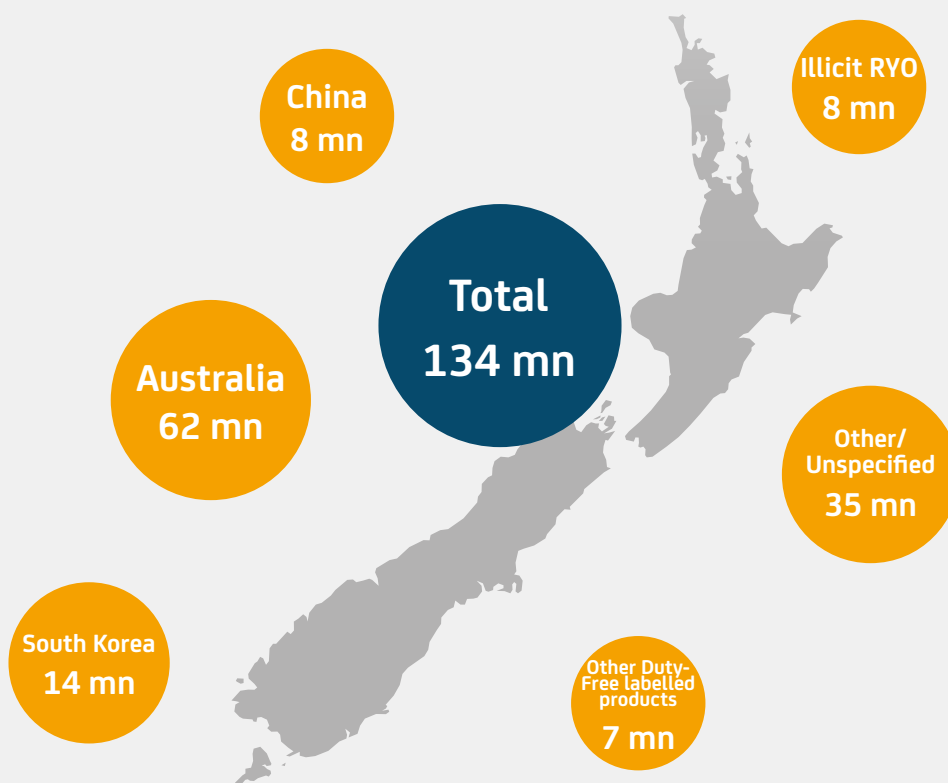 China
8 mn
Illicit RYO
8 mn
Total
134 mn
Australia
62 mn
Other/
Unspecified
35 mn
South Korea
14 mn
Other Duty-
Free labelled
products
7 mn